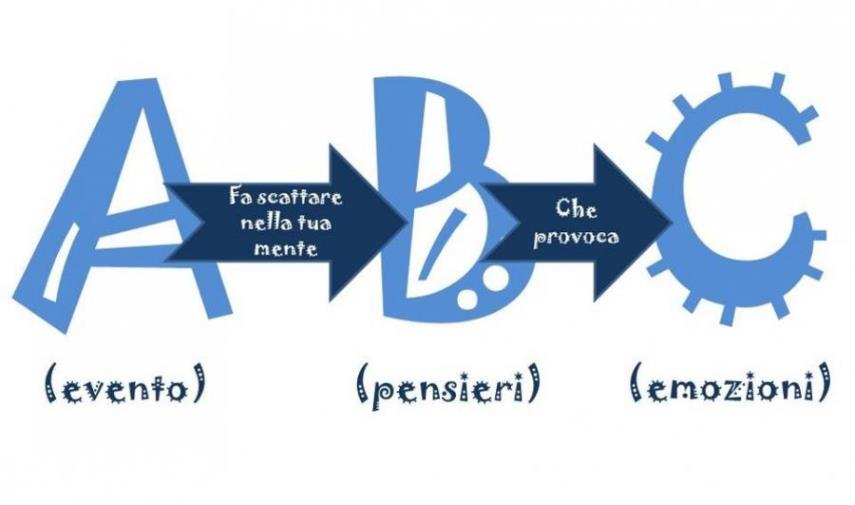 A B C
Fa scattare
nella tua
mente
Che
provoca
(evento) (pensieri) (emozioni)